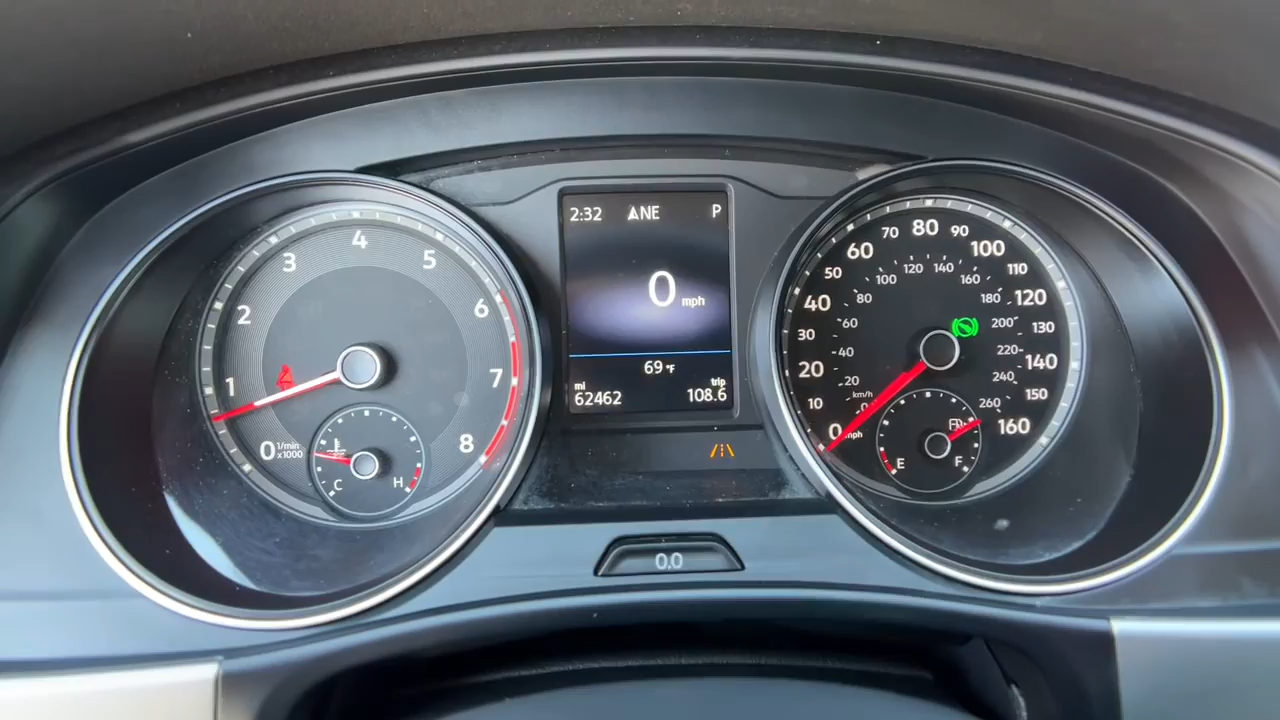 2:32 NE P
0 mph
69 °F
mi trip
62462 108.6
0 1 2 3 4 5 6 7 8
1/min
x1000
C H
0 10 20 30 40 50 60 70 80 90 100 110 120 130 140 150 160
mph
0 20 40 60 80 100 120 140 160 180 200 220 240 260
km/h
E F
0.0